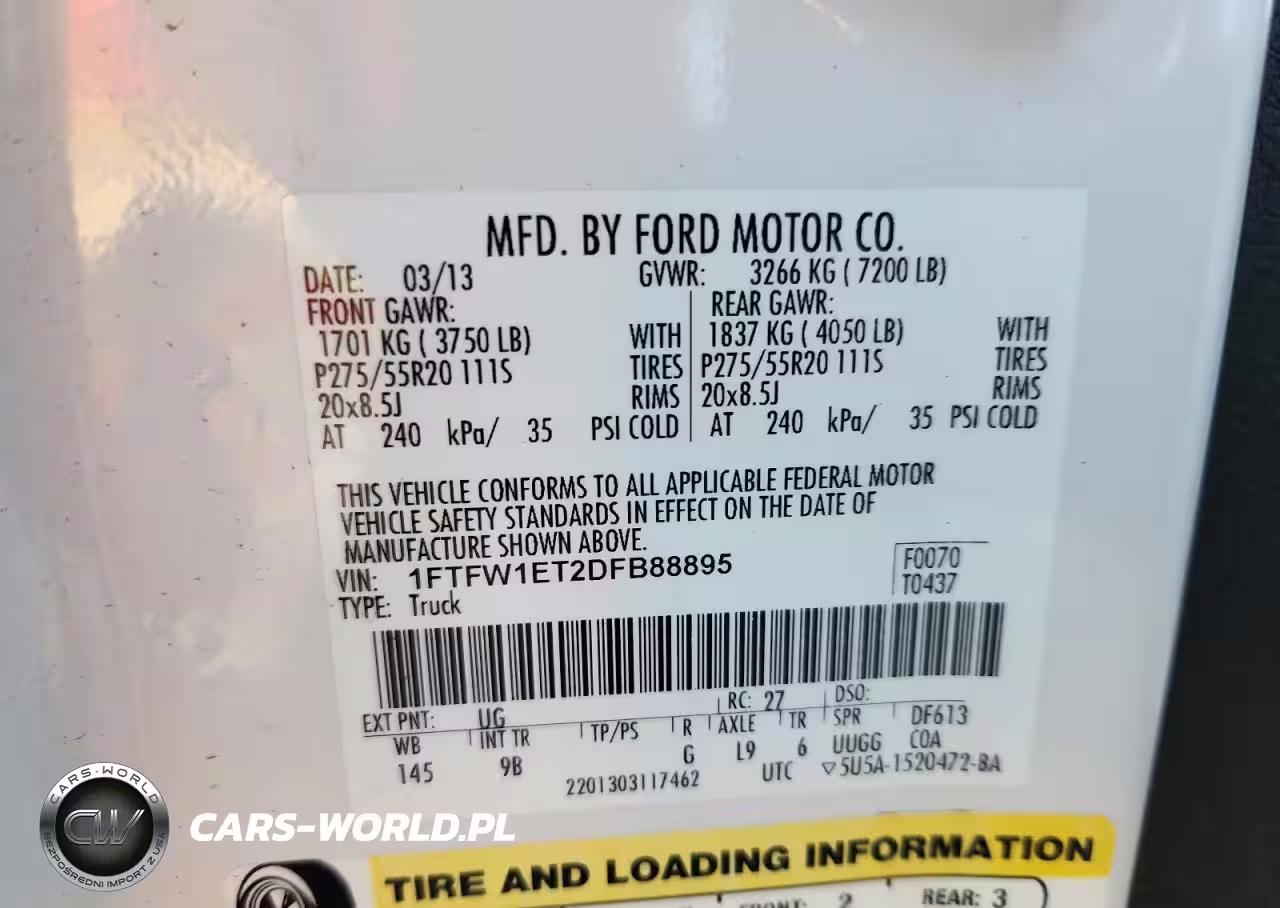 MFD. BY FORD MOTOR CO.
DATE: 03/13 GVWR: 3266 KG ( 7200 LB)
FRONT GAWR: REAR GAWR:
1701 KG ( 3750 LB) WITH 1837 KG ( 4050 LB) WITH
P275/55R20 111S TIRES P275/55R20 111S TIRES
20x8.5J RIMS 20x8.5J RIMS
AT 240 kPa/ 35 PSI COLD AT 240 kPa/ 35 PSI COLD
THIS VEHICLE CONFORMS TO ALL APPLICABLE FEDERAL MOTOR
VEHICLE SAFETY STANDARDS IN EFFECT ON THE DATE OF
MANUFACTURE SHOWN ABOVE.
VIN: 1FTFW1ET2DFB88895 F0070
TYPE: Truck T0437
EXT PNT: UG RC: 27 DSO:
WB INT TR TP/PS R AXLE TR SPR DF613
145 9B G L9 6 UUGG COA
2201303117462 UTC ▽5U5A-1520472-BA
CARS-WORLD
CW
BEZPOŚREDNI IMPORT Z USA
CARS-WORLD.PL
TIRE AND LOADING INFORMATION
FRONT: 2 REAR: 3